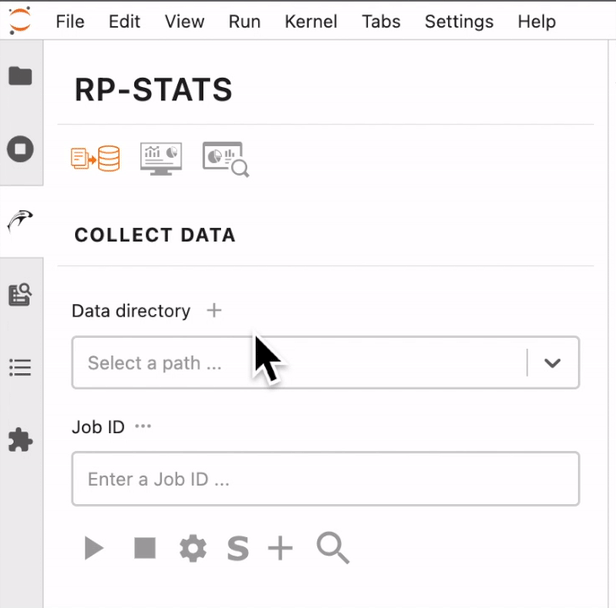 File Edit View Run Kernel Tabs Settings Help
RP-STATS
COLLECT DATA
Data directory +
Select a path ...
Job ID ···
Enter a Job ID ...
S